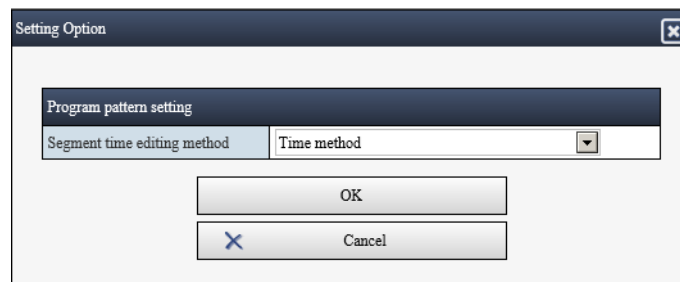 Setting Option
Program pattern setting
Segment time editing method Time method
OK
Cancel